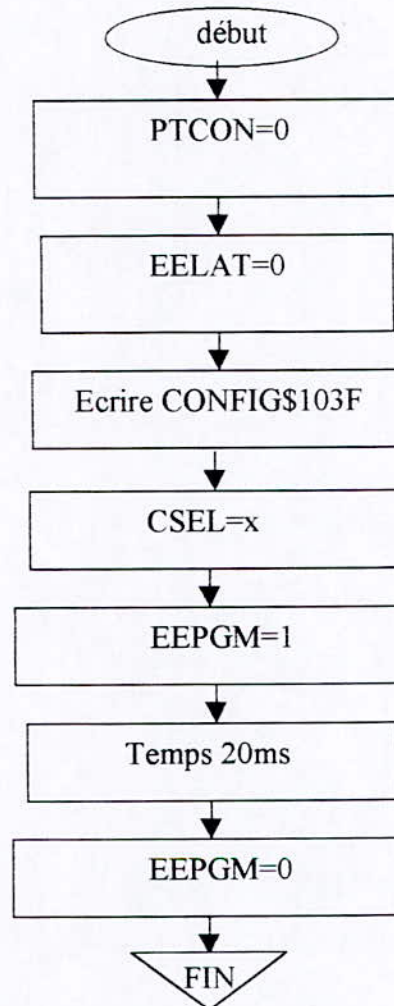 début
PTCON=0
EELAT=0
Ecrire CONFIG$103F
CSEL=x
EEPGM=1
Temps 20ms
EEPGM=0
FIN